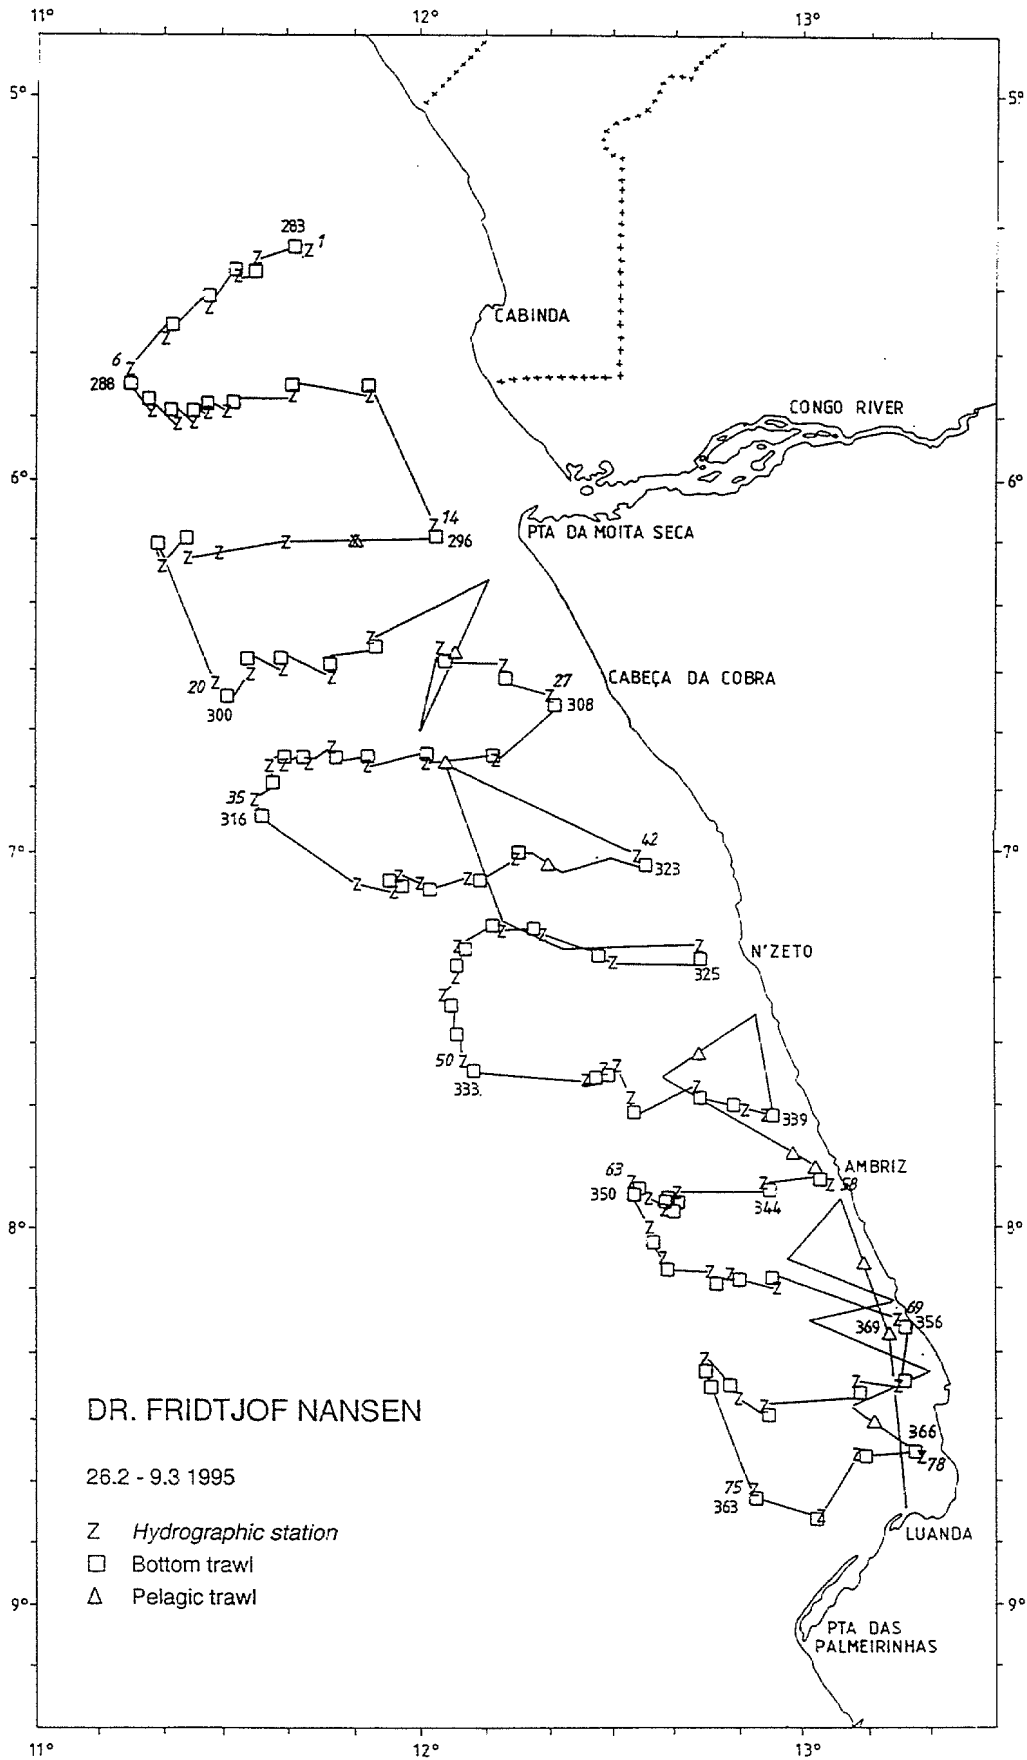 11° 12° 13°
5° 5°
283 1
CABINDA
6
288
CONGO RIVER
6° 6°
14
296
PTA DA MOITA SECA
20
300
27
308
CABEÇA DA COBRA
35
316
42
323
7° 7°
N'ZETO
325
50
333
339
AMBRIZ
63
350
58
344
8° 8°
69
356
369
DR. FRIDTJOF NANSEN
366
78
26.2 - 9.3 1995
75
363
Z Hydrographic station
LUANDA
Bottom trawl
Pelagic trawl
9° 9°
PTA DAS
PALMEIRINHAS
11° 12° 13°